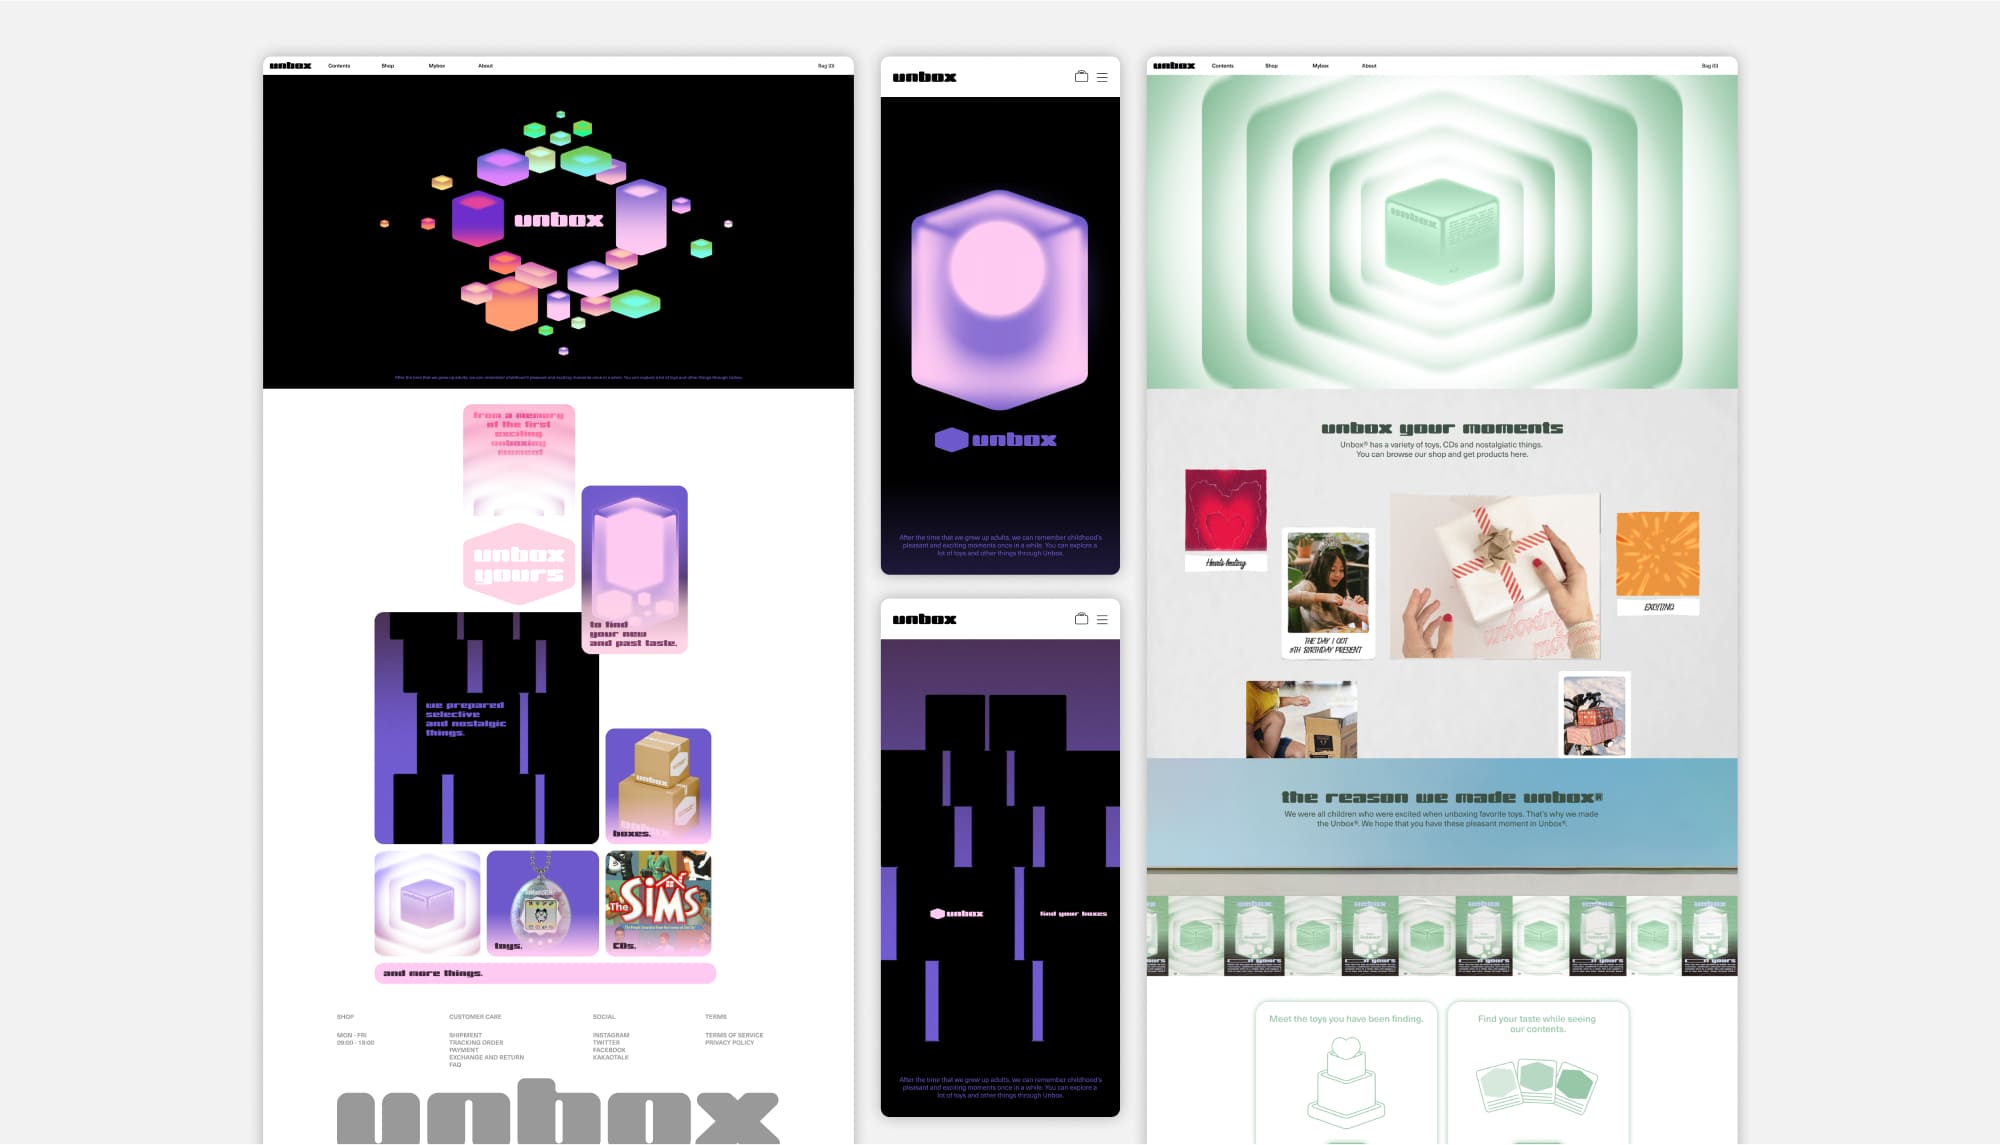 unbox
Contents
Shop
Mybox
About
Bag (0)
unbox
After the time that we grew up adults, we can remember childhood's pleasant and exciting moments once in a while. You can explore a lot of toys and other things through Unbox.
from a memory
of the first
exciting
unboxing
moment
unbox
yours
to find
your new
and past taste.
we prepared
selective
and nostalgic
things.
unbox
boxes.
toys.
The SIMS
CDs.
and more things.
SHOP
MON - FRI
09:00 - 18:00
CUSTOMER CARE
SHIPMENT
TRACKING ORDER
PAYMENT
EXCHANGE AND RETURN
FAQ
SOCIAL
INSTAGRAM
TWITTER
FACEBOOK
KAKAOTALK
TERMS
TERMS OF SERVICE
PRIVACY POLICY
unbox
unbox
unbox
After the time that we grew up adults, we can remember childhood's
pleasant and exciting moments once in a while. You can explore a
lot of toys and other things through Unbox.
unbox
unbox
find your boxes
After the time that we grew up adults, we can remember childhood's
pleasant and exciting moments once in a while. You can explore a
lot of toys and other things through Unbox.
unbox
Contents
Shop
Mybox
About
Bag (0)
unbox
unbox your moments
Unbox® has a variety of toys, CDs and nostalgiatic things.
You can browse our shop and get products here.
Hearts-beating
THE DAY I GOT
8TH BIRTHDAY PRESENT
unboxing
EXCITING
the reason we made unbox®
We were all children who were excited when unboxing favorite toys. That's why we made
the Unbox®. We hope that you have these pleasant moment in Unbox®.
Meet the toys you have been finding.
Find your taste while seeing
our contents.